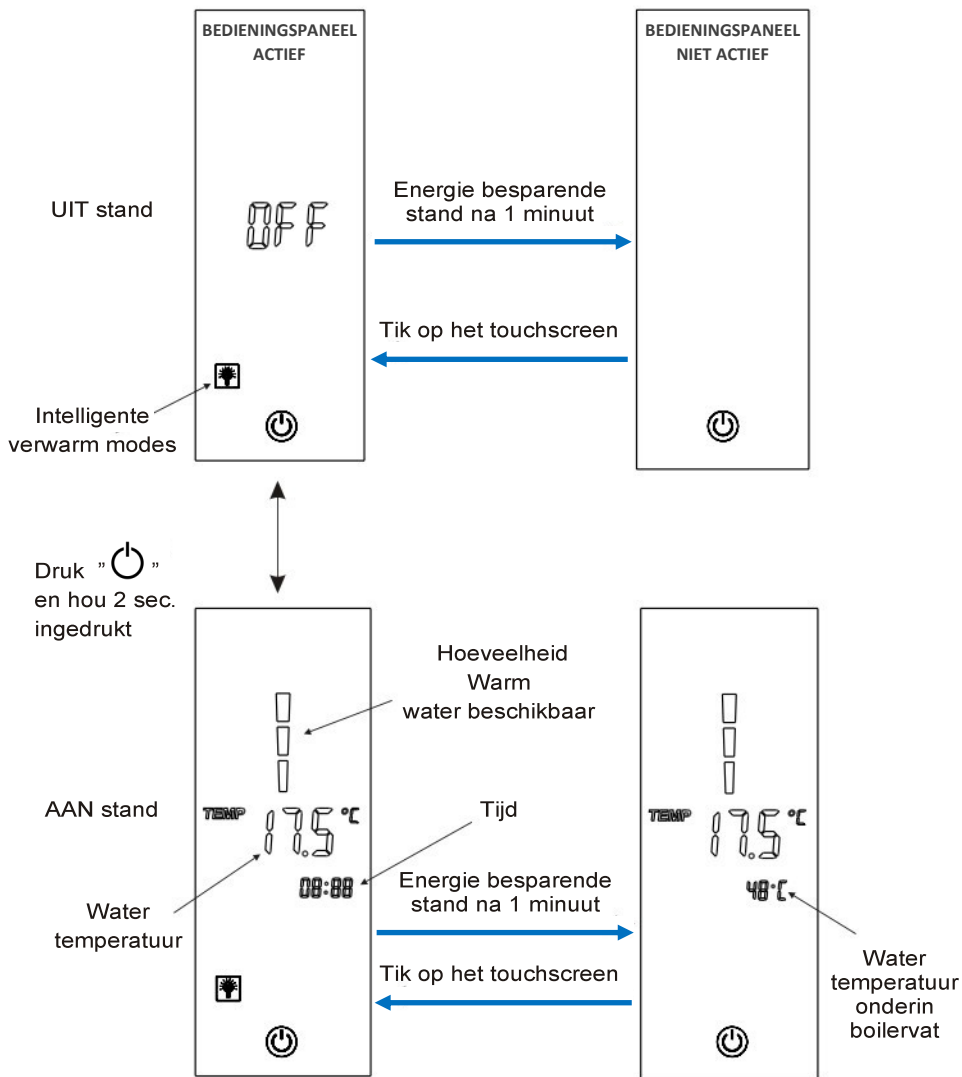 BEDIENINGSPANEEL
ACTIEF
BEDIENINGSPANEEL
NIET ACTIEF
UIT stand
OFF
Energie besparende
stand na 1 minuut
Tik op het touchscreen
Intelligente
verwarm modes
Druk " "
en hou 2 sec.
ingedrukt
Hoeveelheid
Warm
water beschikbaar
AAN stand
TEMP
17.5 °C
Tijd
08:88
Water
temperatuur
Energie besparende
stand na 1 minuut
Tik op het touchscreen
TEMP
17.5 °C
48°C
Water
temperatuur
onderin
boilervat